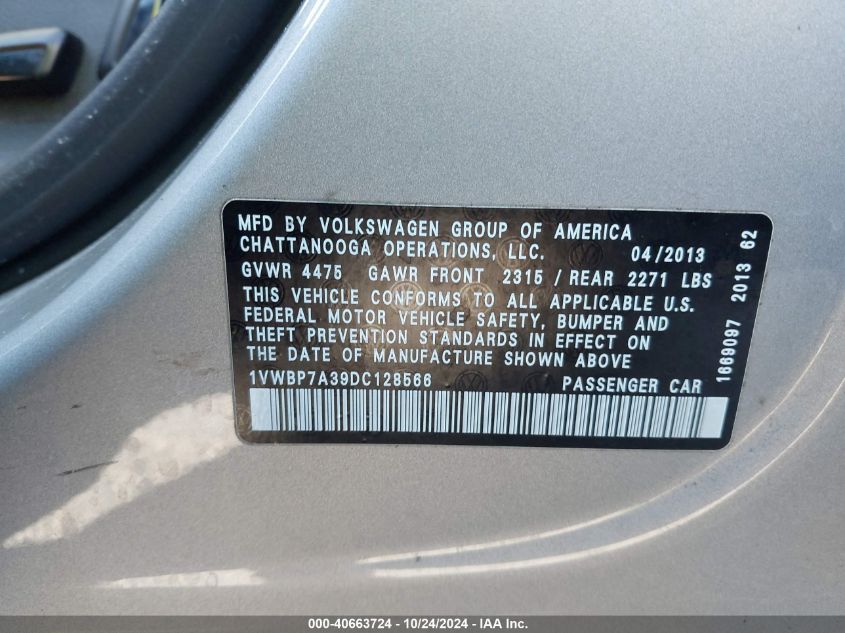 MFD BY VOLKSWAGEN GROUP OF AMERICA
CHATTANOOGA OPERATIONS, LLC. 04/2013
GVWR 4475 GAWR FRONT 2315 / REAR 2271 LBS
THIS VEHICLE CONFORMS TO ALL APPLICABLE U.S.
FEDERAL MOTOR VEHICLE SAFETY, BUMPER AND
THEFT PREVENTION STANDARDS IN EFFECT ON
THE DATE OF MANUFACTURE SHOWN ABOVE
1VWBP7A39DC128566 PASSENGER CAR
1669097 2013 62
000-40663724 - 10/24/2024 - IAA Inc.